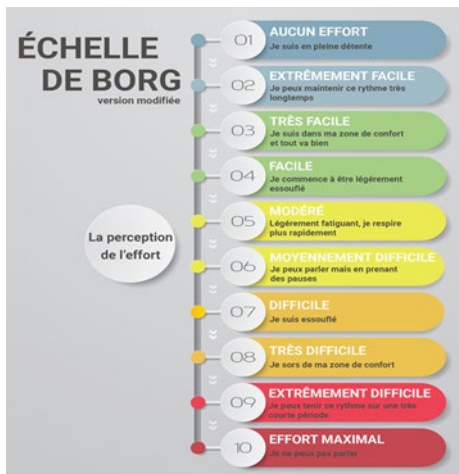 ÉCHELLE
DE BORG
version modifiée
La perception
de l'effort
01
AUCUN EFFORT
Je suis en pleine détente
02
EXTRÊMEMENT FACILE
Je peux maintenir ce rythme très
longtemps
03
TRÈS FACILE
Je suis dans ma zone de confort
et tout va bien
04
FACILE
Je commence à être légèrement
essouflé
05
MODÉRÉ
Légérement fatiguant, je respire
plus rapidement
06
MOYENNEMENT DIFFICILE
Je peux parler mais en prenant
des pauses
07
DIFFICILE
Je suis essouflé
08
TRÈS DIFFICILE
Je sors de ma zone de confort
09
EXTRÊMEMENT DIFFICILE
Je peux tenir ce rythme sur une très
courte période
10
EFFORT MAXIMAL
Je ne peux pas parler